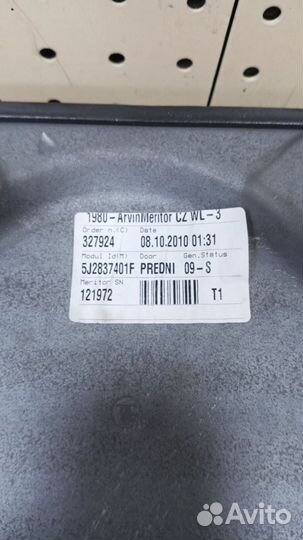 1980-ArvinMeritor CZ WL-3
Order n.(C) Date
327924 08.10.2010 01:31
Modul Id(M) Door Gen.Status
5J2837401F PREDNI 09-S
Meritor SN
121972 T1
Avito